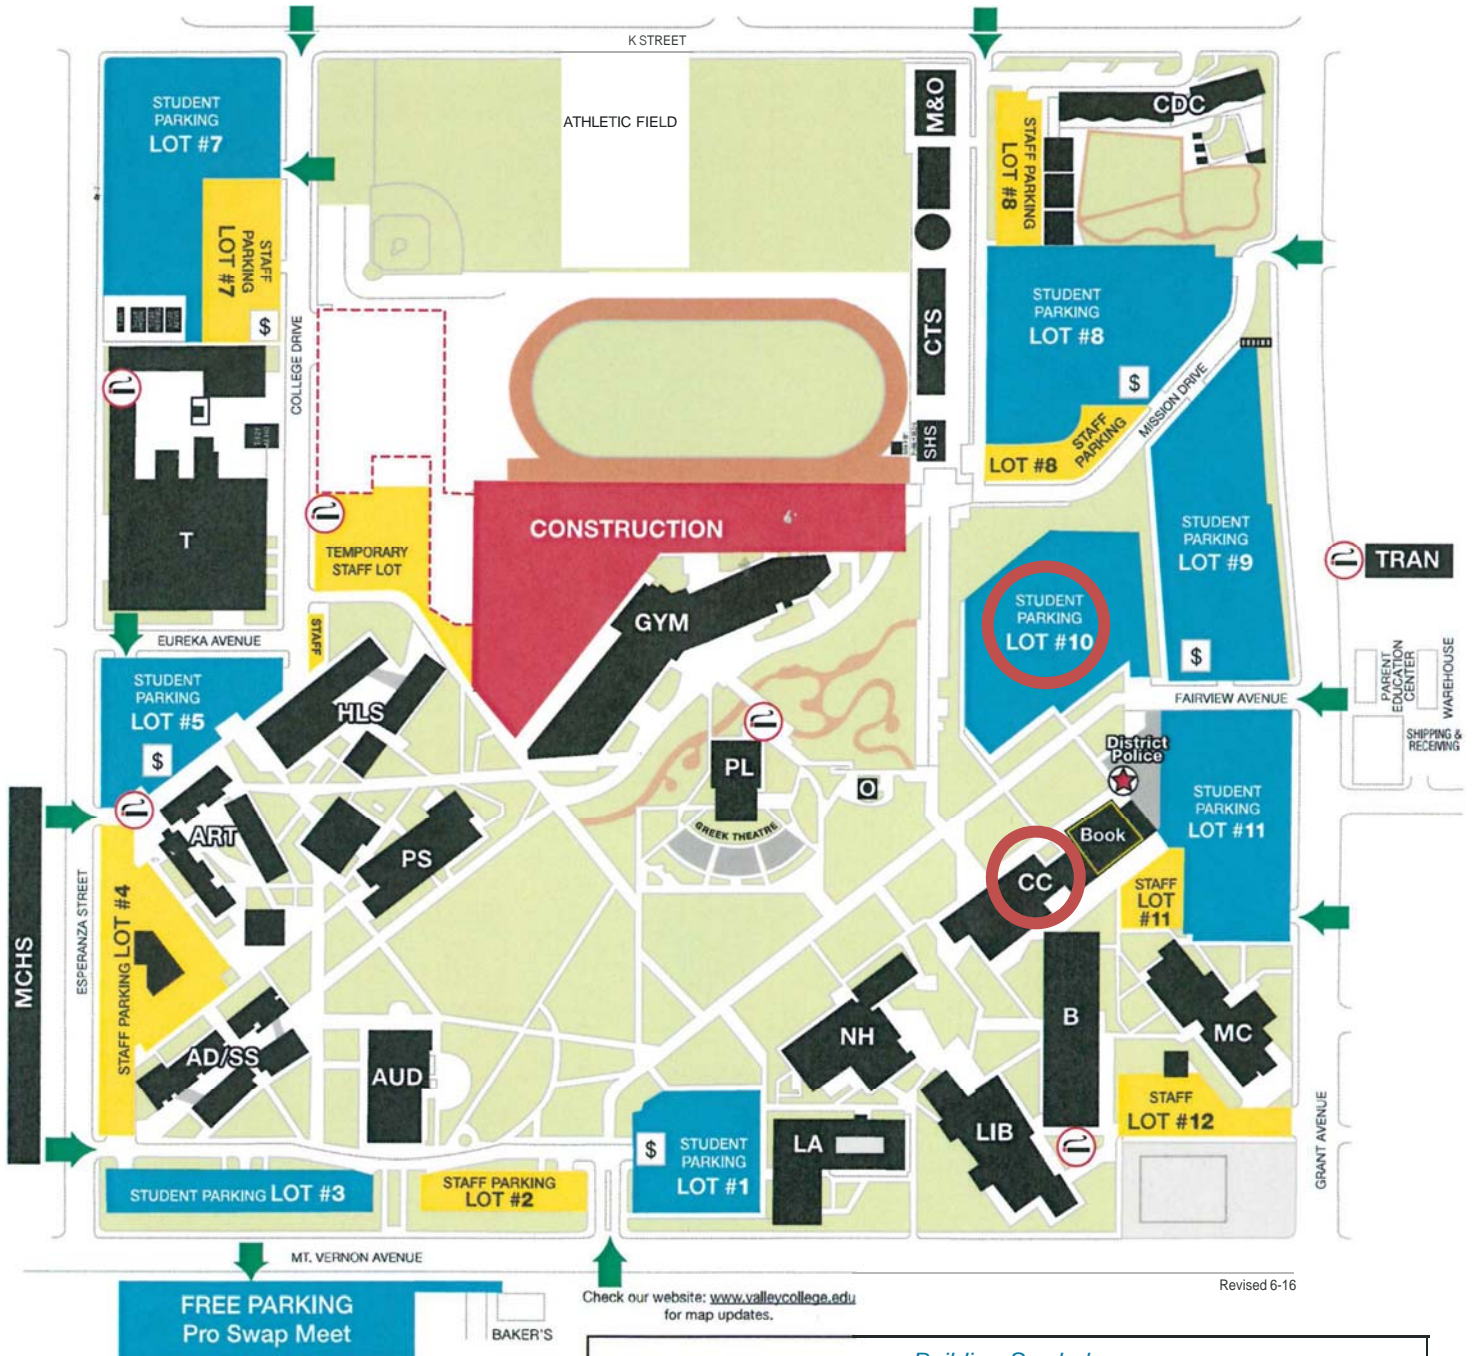 K STREET
STUDENT
PARKING
LOT #7
ATHLETIC FIELD
M&O
STAFF PARKING
LOT #8
CDC
STAFF
PARKING
LOT #7
$
COLLEGE DRIVE
CTS
STUDENT
PARKING
LOT #8
$
MISSION DRIVE
SHS
STAFF
PARKING
LOT #8
T
TEMPORARY
STAFF LOT
CONSTRUCTION
STUDENT
PARKING
LOT #9
$
TRAN
EUREKA AVENUE
STAFF
GYM
STUDENT
PARKING
LOT #10
FAIRVIEW AVENUE
PARENT
EDUCATION
CENTER
WAREHOUSE
SHIPPING &
RECEIVING
STUDENT
PARKING
LOT #5
$
HLS
District
Police
PL
O
GREEK THEATRE
Book
STUDENT
PARKING
LOT #11
ART
PS
CC
STAFF
LOT
#11
MCHS
ESPERANZA STREET
STAFF PARKING LOT #4
AD/SS
AUD
NH
B
MC
STAFF
LOT #12
LIB
LA
$
STUDENT
PARKING
LOT #1
GRANT AVENUE
STUDENT PARKING LOT #3
STAFF PARKING
LOT #2
MT. VERNON AVENUE
FREE PARKING
Pro Swap Meet
BAKER'S
Check our website: www.valleycollege.edu
for map updates.
Revised 6-16